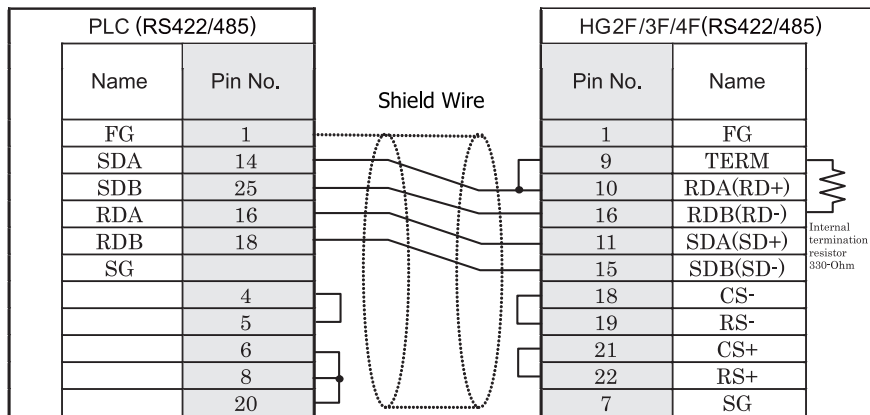 PLC (RS422/485) HG2F/3F/4F(RS422/485)
Name Pin No. Shield Wire Pin No. Name
FG 1 1 FG
SDA 14 9 TERM
SDB 25 10 RDA(RD+)
RDA 16 16 RDB(RD-)
RDB 18 11 SDA(SD+)
SG 15 SDB(SD-)
Internal
termination
resistor
330-Ohm
4 18 CS-
5 19 RS-
6 21 CS+
8 22 RS+
20 7 SG